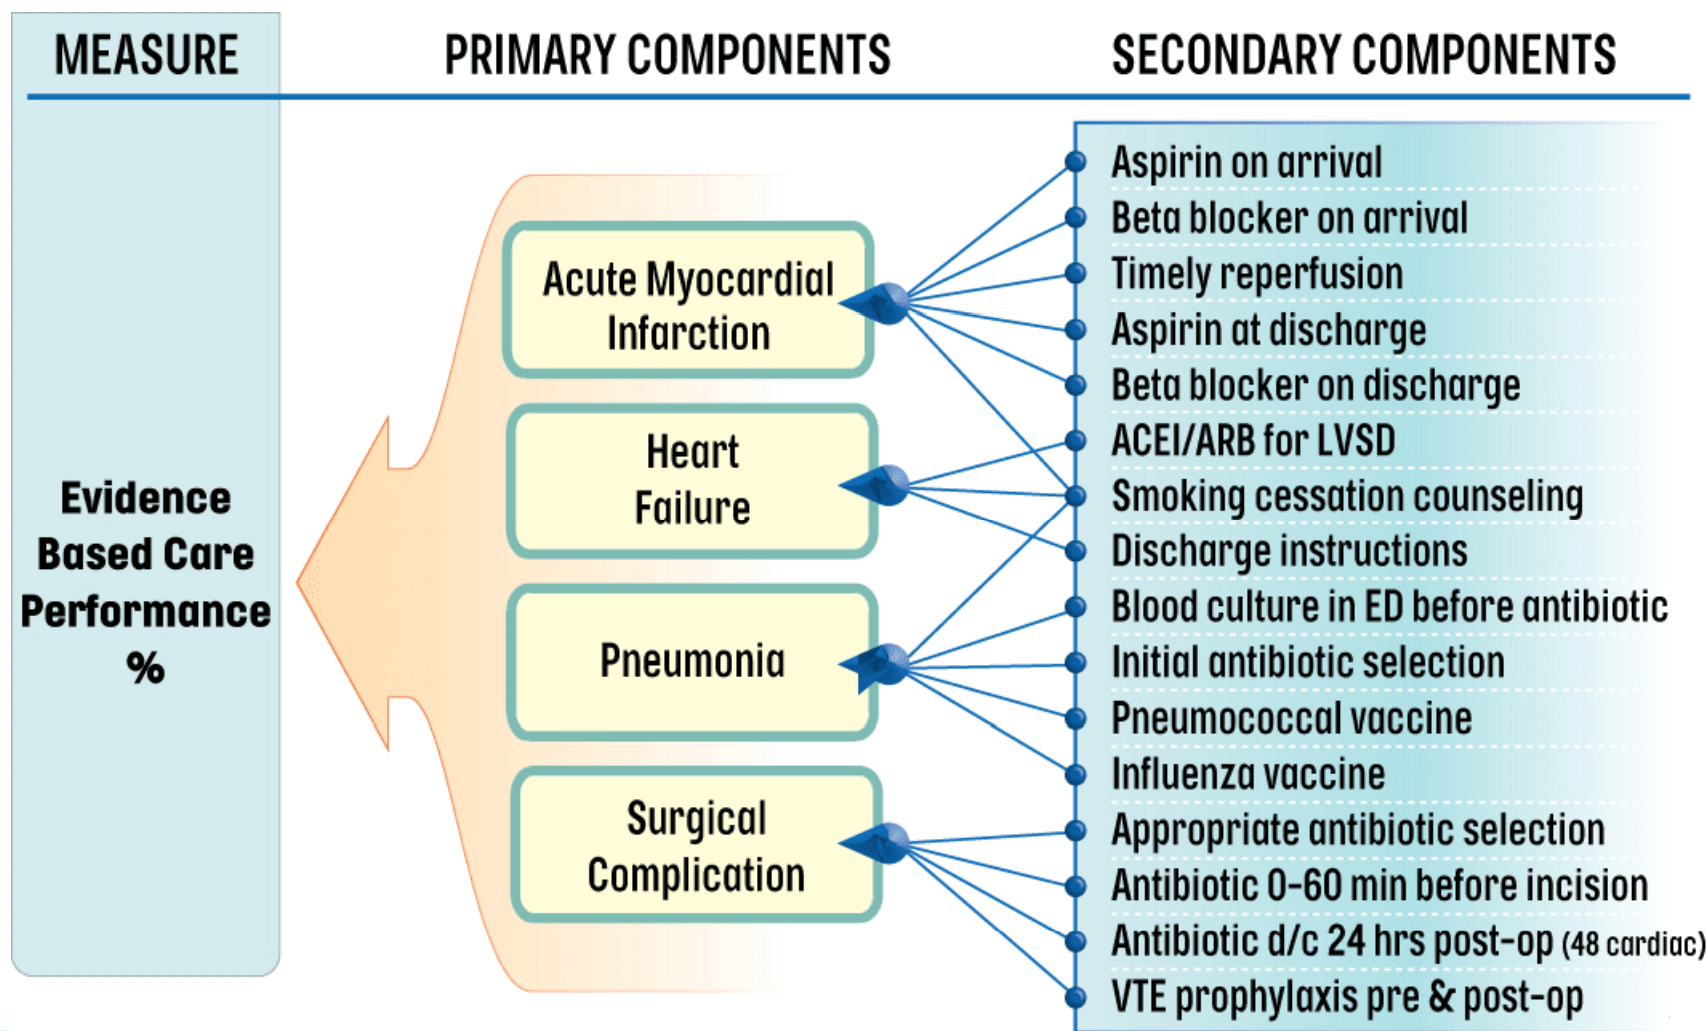 MEASURE
PRIMARY COMPONENTS
SECONDARY COMPONENTS
Evidence
Based Care
Performance
%
Acute Myocardial
Infarction
Heart
Failure
Pneumonia
Surgical
Complication
Aspirin on arrival
Beta blocker on arrival
Timely reperfusion
Aspirin at discharge
Beta blocker on discharge
ACEI/ARB for LVSD
Smoking cessation counseling
Discharge instructions
Blood culture in ED before antibiotic
Initial antibiotic selection
Pneumococcal vaccine
Influenza vaccine
Appropriate antibiotic selection
Antibiotic 0-60 min before incision
Antibiotic d/c 24 hrs post-op (48 cardiac)
VTE prophylaxis pre & post-op